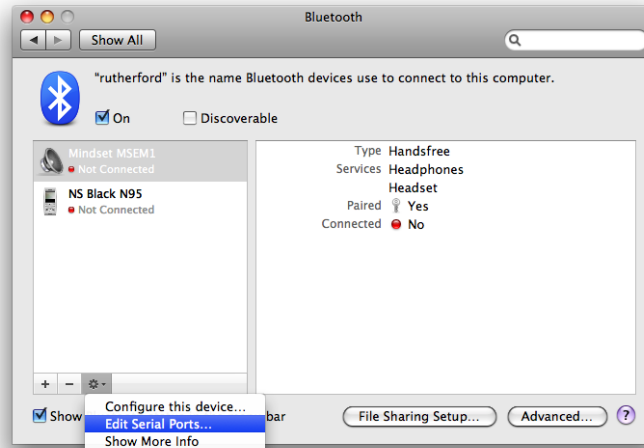 Bluetooth
Show All
“rutherford” is the name Bluetooth devices use to connect to this computer.
On
Discoverable
Mindset MSEM1
Not Connected
NS Black N95
Not Connected
Type Handsfree
Services Headphones
Headset
Paired Yes
Connected No
+ −
Configure this device...
Show bar
Edit Serial Ports...
Show More Info
File Sharing Setup...
Advanced...
?